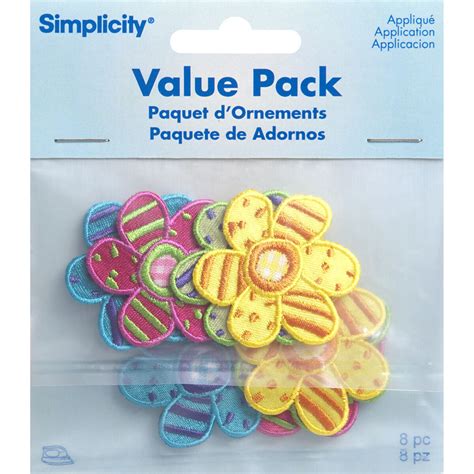 Simplicity®
Appliqué
Application
Applicacion
Value Pack
Paquet d'Ornements
Paquete de Adornos
8 pc
8 pz